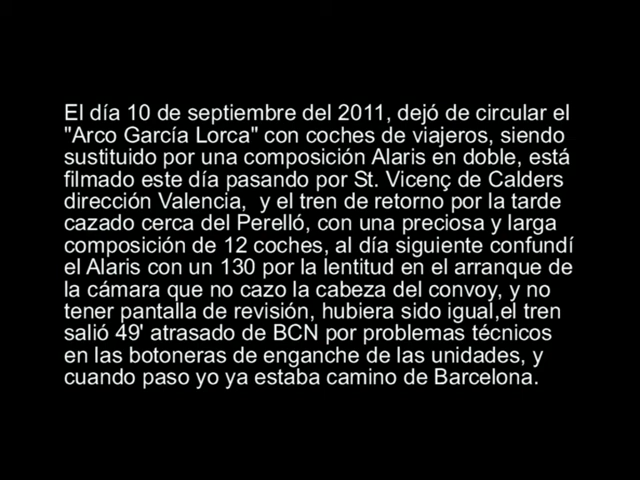 El día 10 de septiembre del 2011, dejó de circular el
"Arco García Lorca" con coches de viajeros, siendo
sustituido por una composición Alaris en doble, está
filmado este día pasando por St. Vicenç de Calders
dirección Valencia,  y el tren de retorno por la tarde
cazado cerca del Perelló, con una preciosa y larga
composición de 12 coches, al día siguiente confundí
el Alaris con un 130 por la lentitud en el arranque de
la cámara que no cazo la cabeza del convoy, y no
tener pantalla de revisión, hubiera sido igual,el tren
salió 49' atrasado de BCN por problemas técnicos
en las botoneras de enganche de las unidades, y
cuando paso yo ya estaba camino de Barcelona.